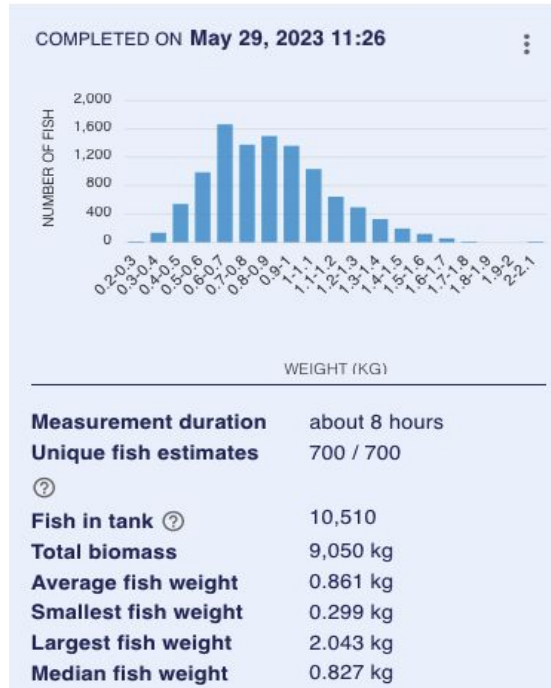 COMPLETED ON May 29, 2023 11:26
NUMBER OF FISH
2,000
1,600
1,200
800
400
0
0.2-0.3
0.3-0.4
0.4-0.5
0.5-0.6
0.6-0.7
0.7-0.8
0.8-0.9
0.9-1
1-1.1
1.1-1.2
1.2-1.3
1.3-1.4
1.4-1.5
1.5-1.6
1.6-1.7
1.7-1.8
1.8-1.9
1.9-2
2-2.1
WEIGHT (KG)
Measurement duration about 8 hours
Unique fish estimates 700 / 700
?
Fish in tank ? 10,510
Total biomass 9,050 kg
Average fish weight 0.861 kg
Smallest fish weight 0.299 kg
Largest fish weight 2.043 kg
Median fish weight 0.827 kg